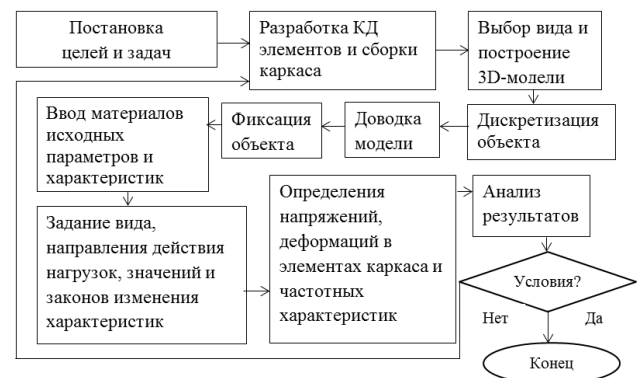 Постановка
целей и задач
Разработка КД
элементов и сборки
каркаса
Выбор вида и
построение
3D-модели
Дискретизация
объекта
Доводка
модели
Фиксация
объекта
Ввод материалов
исходных
параметров и
характеристик
Задание вида,
направления действия
нагрузок, значений и
законов изменения
характеристик
Определения
напряжений,
деформаций в
элементах каркаса и
частотных
характеристик
Анализ
результатов
Условия?
Нет
Да
Конец